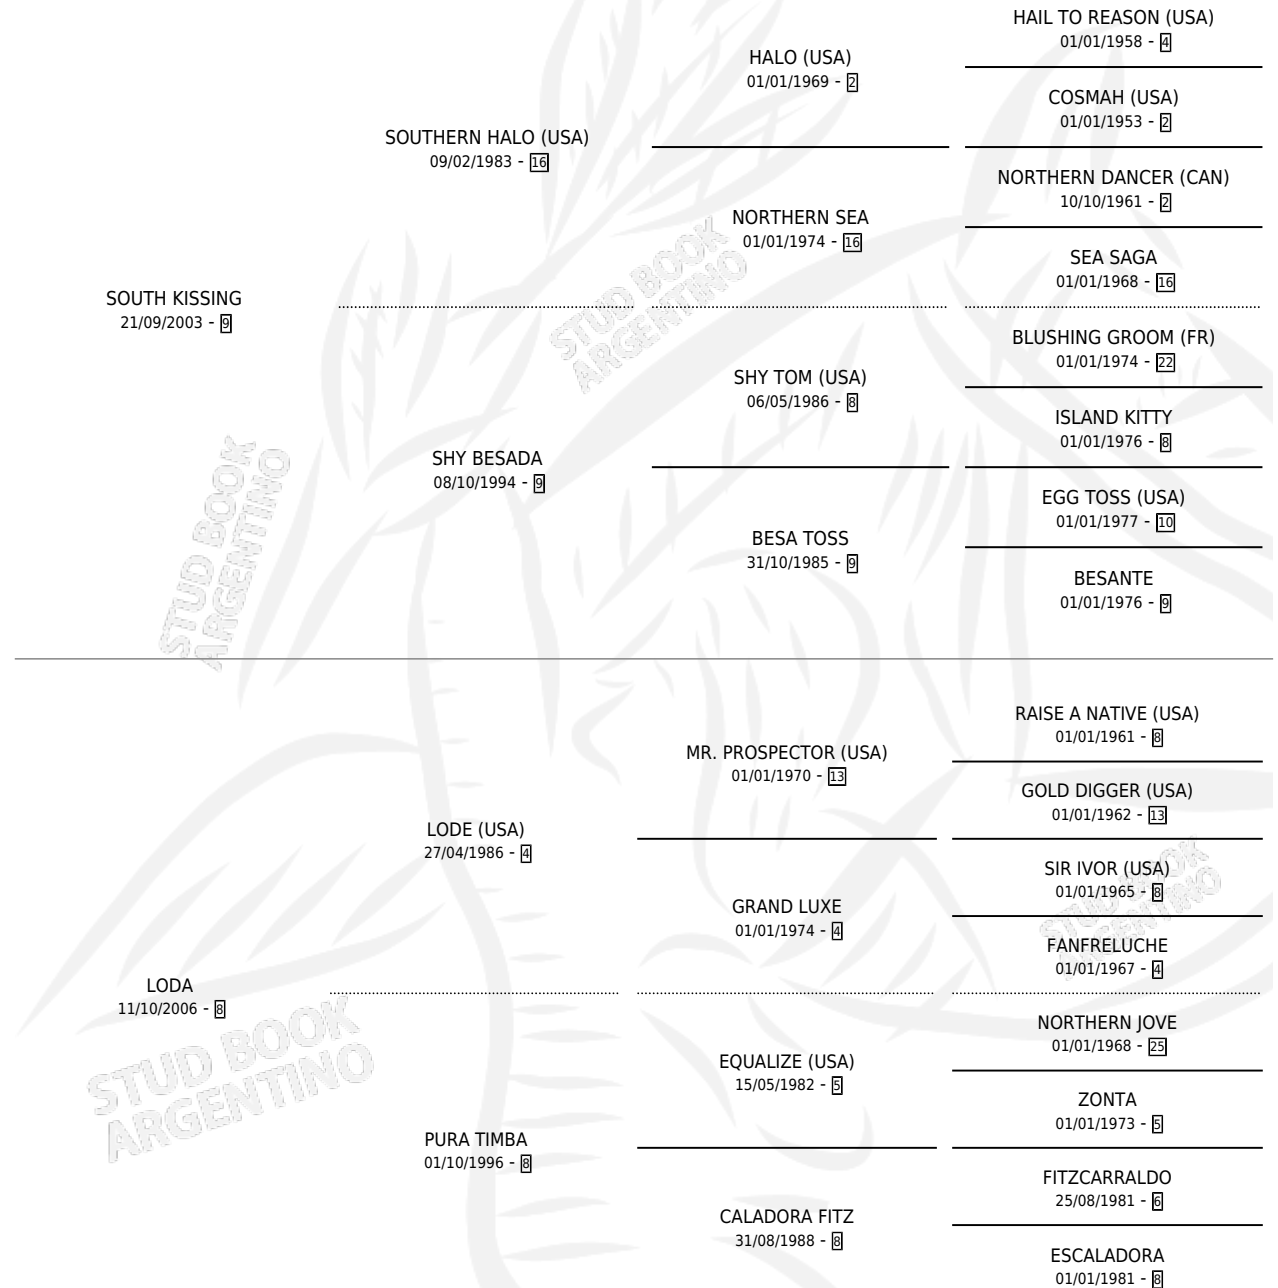 HAIL TO REASON (USA)
01/01/1958 - 4
HALO (USA)
01/01/1969 - 2
COSMAH (USA)
01/01/1953 - 2
SOUTHERN HALO (USA)
09/02/1983 - 16
NORTHERN DANCER (CAN)
10/10/1961 - 2
NORTHERN SEA
01/01/1974 - 16
SEA SAGA
01/01/1968 - 16
SOUTH KISSING
21/09/2003 - 9
STUD BOOK
ARGENTINO
BLUSHING GROOM (FR)
01/01/1974 - 22
SHY TOM (USA)
06/05/1986 - 8
ISLAND KITTY
01/01/1976 - 8
SHY BESADA
08/10/1994 - 9
EGG TOSS (USA)
01/01/1977 - 10
BESA TOSS
31/10/1985 - 9
BESANTE
01/01/1976 - 9
STUD BOOK
ARGENTINO
RAISE A NATIVE (USA)
01/01/1961 - 8
MR. PROSPECTOR (USA)
01/01/1970 - 13
GOLD DIGGER (USA)
01/01/1962 - 13
LODE (USA)
27/04/1986 - 4
SIR IVOR (USA)
01/01/1965 - 8
STUD BOOK
ARGENTINO
GRAND LUXE
01/01/1974 - 4
FANFRELUCHE
01/01/1967 - 4
LODA
11/10/2006 - 8
STUD BOOK
ARGENTINO
NORTHERN JOVE
01/01/1968 - 25
EQUALIZE (USA)
15/05/1982 - 5
ZONTA
01/01/1973 - 5
PURA TIMBA
01/10/1996 - 8
FITZCARRALDO
25/08/1981 - 6
CALADORA FITZ
31/08/1988 - 8
ESCALADORA
01/01/1981 - 8